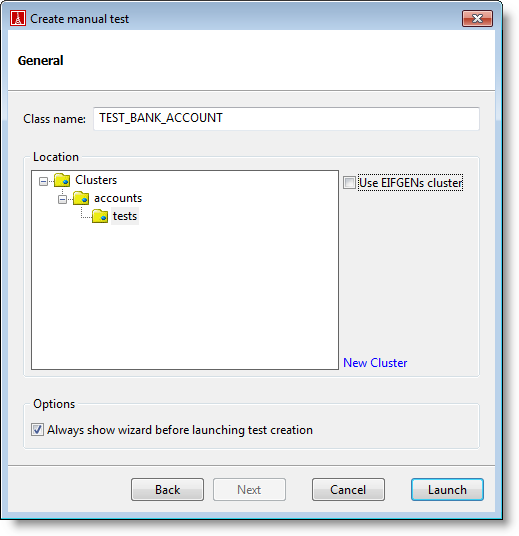 Create manual test
General
Class name: TEST_BANK_ACCOUNT
Location
Clusters
Use EIFGENs cluster
accounts
tests
New Cluster
Options
Always show wizard before launching test creation
Back Next Cancel Launch